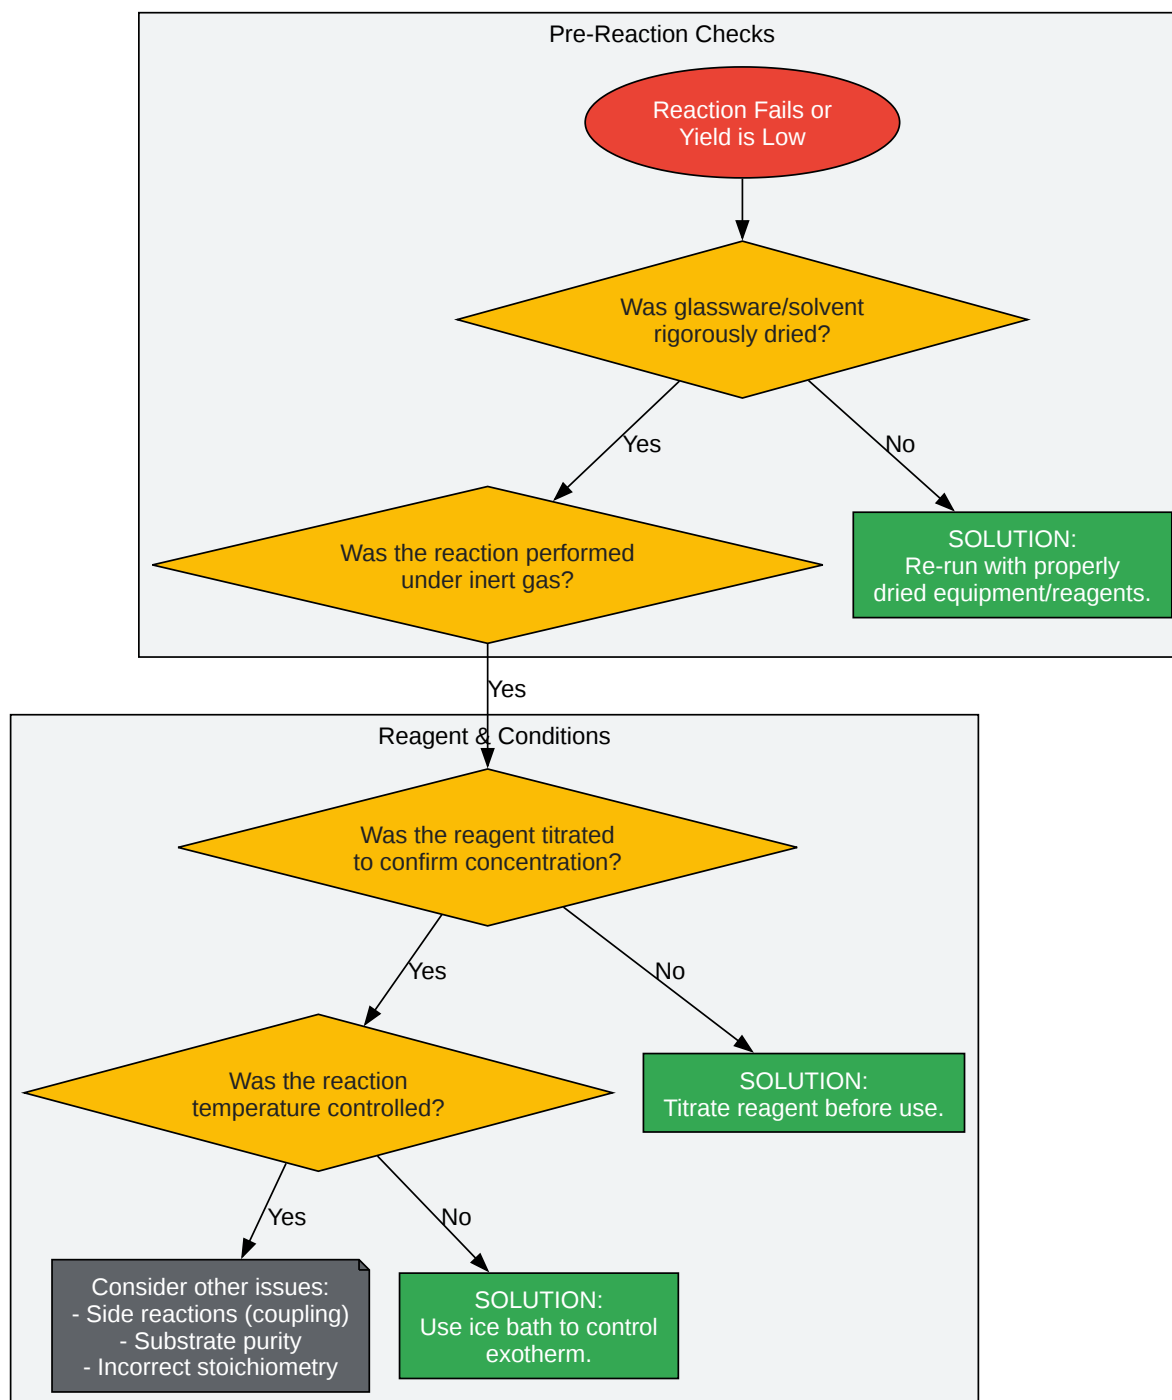 Pre-Reaction Checks
Reaction Fails or
Yield is Low
Was glassware/solvent
rigorously dried?
Yes
No
Was the reaction performed
under inert gas?
SOLUTION:
Re-run with properly
dried equipment/reagents.
Yes
Reagent & Conditions
Was the reagent titrated
to confirm concentration?
Yes
No
Was the reaction
temperature controlled?
SOLUTION:
Titrate reagent before use.
Yes
No
Consider other issues:
- Side reactions (coupling)
- Substrate purity
- Incorrect stoichiometry
SOLUTION:
Use ice bath to control
exotherm.